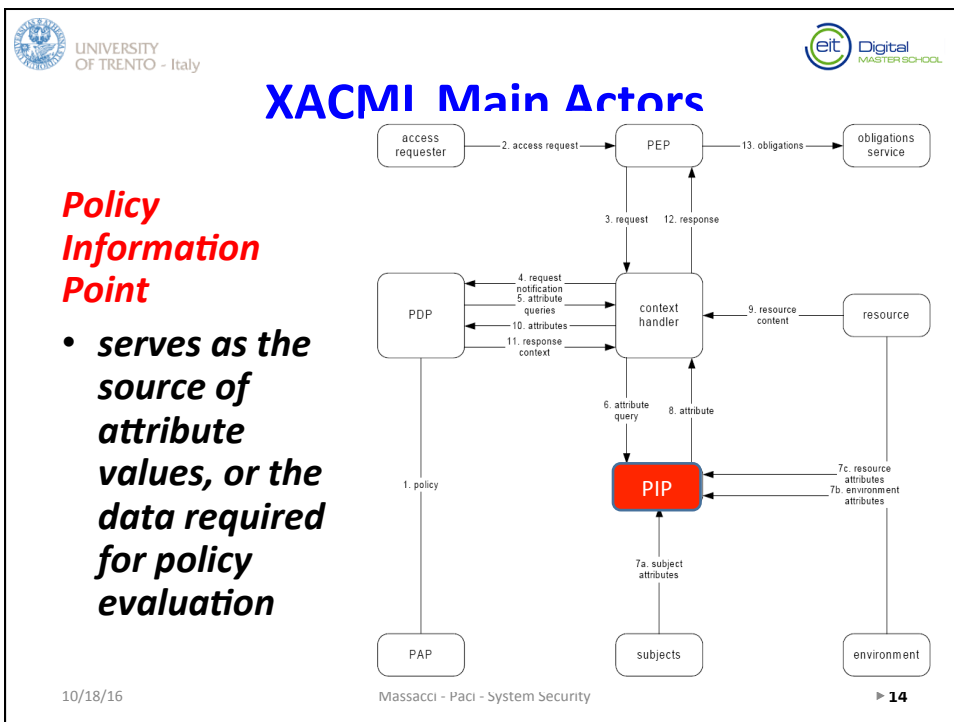 UNIVERSITY
OF TRENTO - Italy
eit Digital
MASTER SCHOOL
XACML Main Actors
Policy
Information
Point
• serves as the
source of
attribute
values, or the
data required
for policy
evaluation
access
requester
2. access request
PEP
13. obligations
obligations
service
3. request
12. response
PDP
4. request
notification
5. attribute
queries
10. attributes
11. response
context
context
handler
9. resource
content
resource
6. attribute
query
8. attribute
1. policy
PIP
7c. resource
attributes
7b. environment
attributes
7a. subject
attributes
PAP
subjects
environment
10/18/16
Massacci - Paci - System Security
14